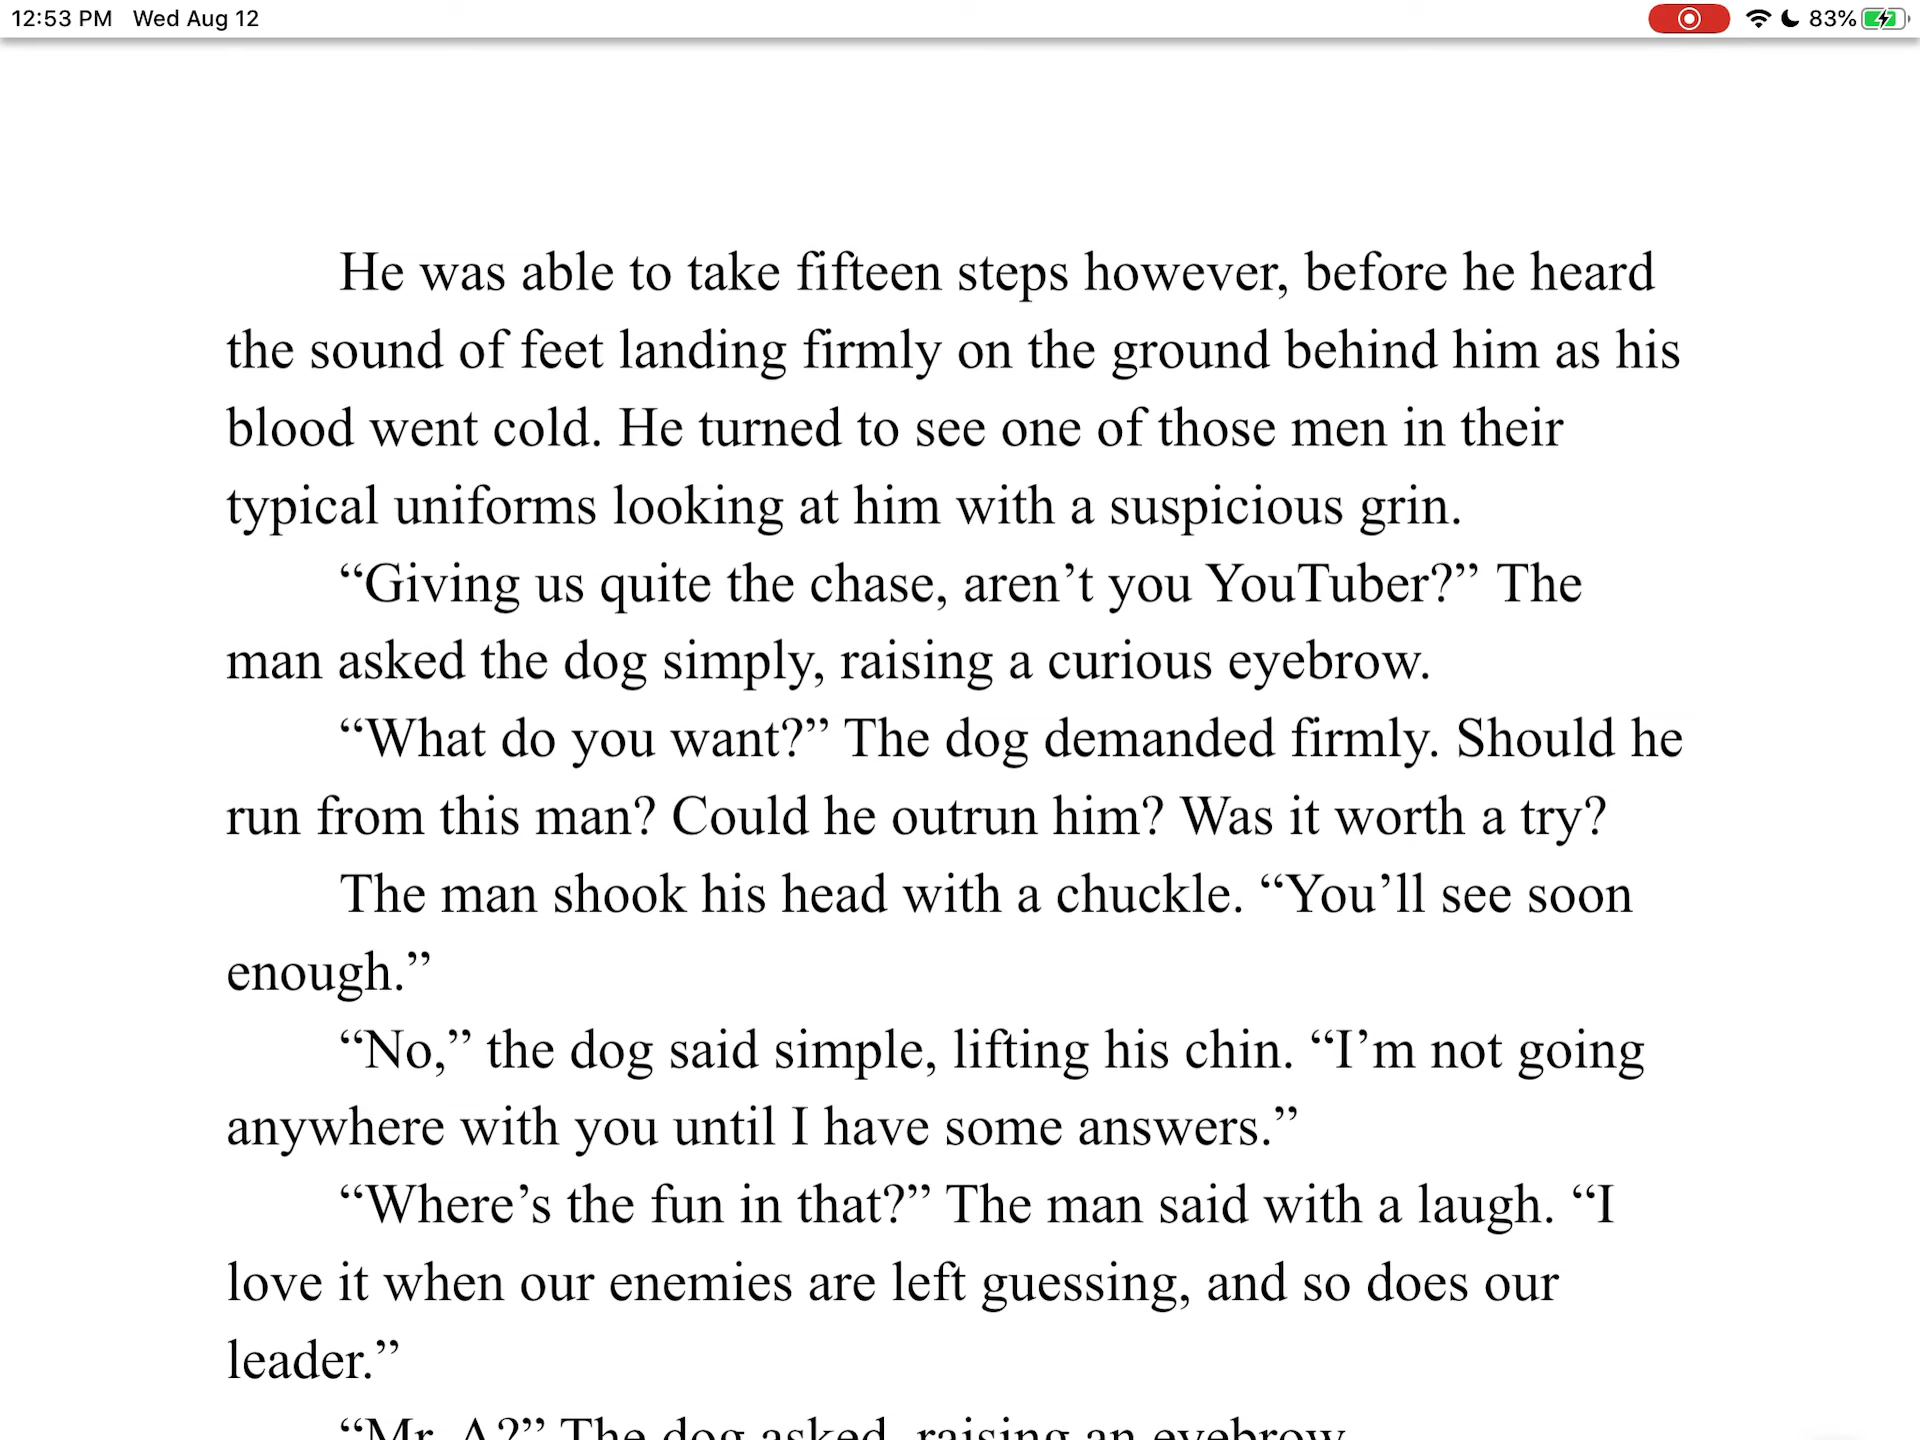 12:53 PM Wed Aug 12 83%
He was able to take fifteen steps however, before he heard
the sound of feet landing firmly on the ground behind him as his
blood went cold. He turned to see one of those men in their
typical uniforms looking at him with a suspicious grin.
“Giving us quite the chase, aren’t you YouTuber?” The
man asked the dog simply, raising a curious eyebrow.
“What do you want?” The dog demanded firmly. Should he
run from this man? Could he outrun him? Was it worth a try?
The man shook his head with a chuckle. “You’ll see soon
enough.”
“No,” the dog said simple, lifting his chin. “I’m not going
anywhere with you until I have some answers.”
“Where’s the fun in that?” The man said with a laugh. “I
love it when our enemies are left guessing, and so does our
leader.”
“Mr. A?” The dog asked, raising an eyebrow.